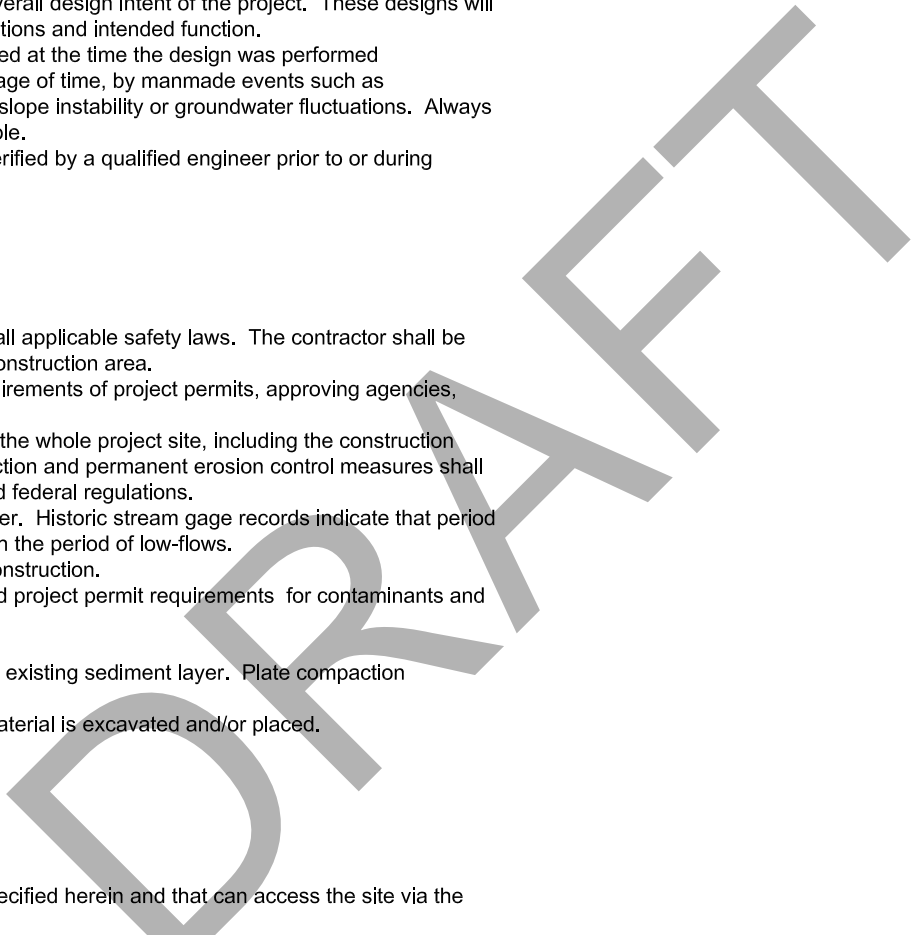 overall design intent of the project. These designs will
tions and intended function.
ed at the time the design was performed
age of time, by manmade events such as
slope instability or groundwater fluctuations. Always
ble.
erified by a qualified engineer prior to or during
all applicable safety laws. The contractor shall be
onstruction area.
irements of project permits, approving agencies,
the whole project site, including the construction
ction and permanent erosion control measures shall
d federal regulations.
er. Historic stream gage records indicate that period
n the period of low-flows.
onstruction.
d project permit requirements for contaminants and
existing sediment layer. Plate compaction
aterial is excavated and/or placed.
ecified herein and that can access the site via the
DRAFT